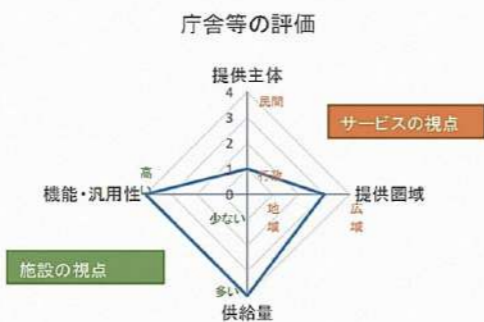 庁舎等の評価
提供主体
4
民間
3
サービスの視点
2
高い
1
行政
機能・汎用性
0
提供圏域
少ない
地域
広域
施設の視点
多い
供給量